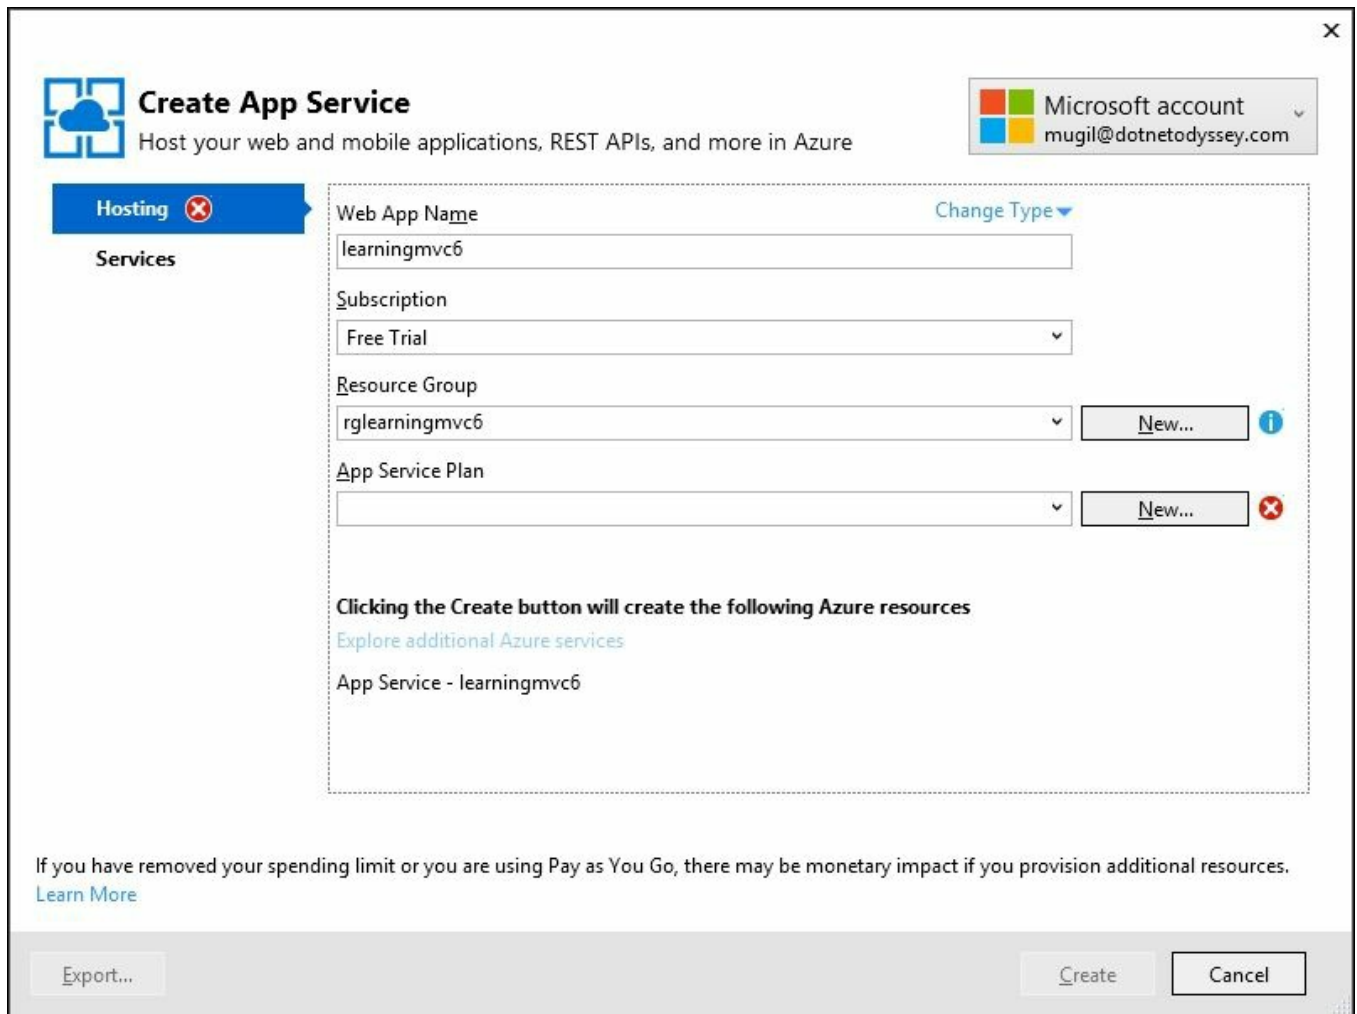 Create App Service
Host your web and mobile applications, REST APIs, and more in Azure
Microsoft account
mugil@dotnetodyssey.com
Hosting
Services
Web App Name
Change Type
learningmvc6
Subscription
Free Trial
Resource Group
rglearningmvc6
New...
App Service Plan
New...
Clicking the Create button will create the following Azure resources
Explore additional Azure services
App Service - learningmvc6
If you have removed your spending limit or you are using Pay as You Go, there may be monetary impact if you provision additional resources.
Learn More
Export...
Create
Cancel